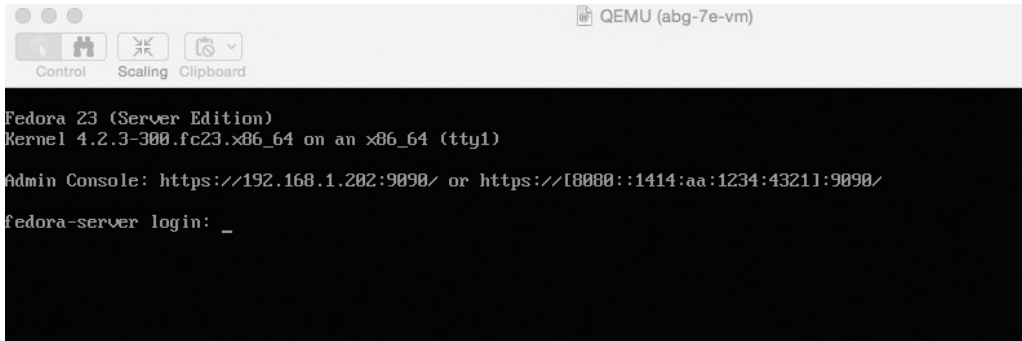 QEMU (abg-7e-vm)
Control Scaling Clipboard
Fedora 23 (Server Edition)
Kernel 4.2.3-300.fc23.x86_64 on an x86_64 (tty1)
Admin Console: https://192.168.1.202:9090/ or https://[8080::1414:aa:1234:4321]:9090/
fedora-server login: _